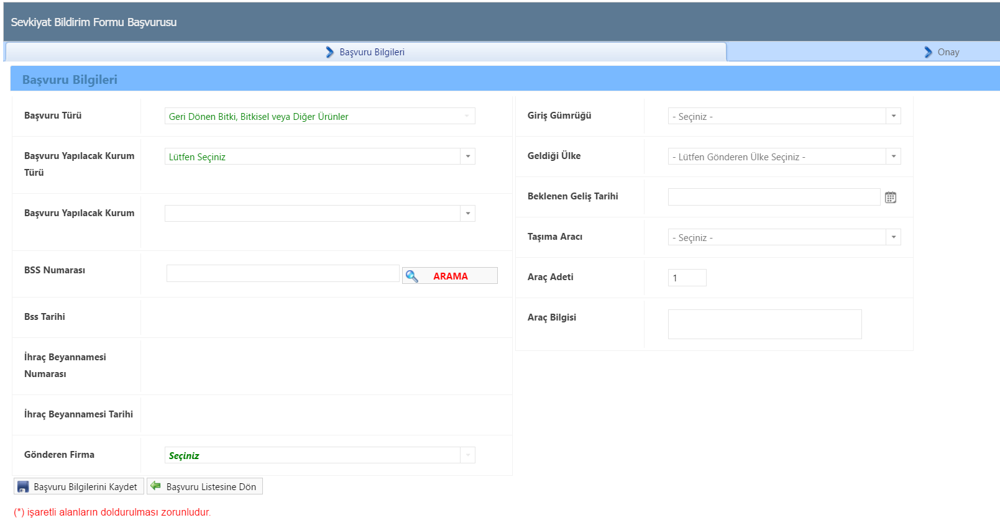 Sevkiyat Bildirim Formu Başvurusu
Başvuru Bilgileri
Onay
Başvuru Bilgileri
Başvuru Türü
Geri Dönen Bitki, Bitkisel veya Diğer Ürünler
Başvuru Yapılacak Kurum
Türü
Lütfen Seçiniz
Başvuru Yapılacak Kurum
BSS Numarası
ARAMA
Bss Tarihi
İhraç Beyannamesi
Numarası
İhraç Beyannamesi Tarihi
Gönderen Firma
Seçiniz
Giriş Gümrüğü
- Seçiniz -
Geldiği Ülke
- Lütfen Gönderen Ülke Seçiniz -
Beklenen Geliş Tarihi
Taşıma Aracı
- Seçiniz -
Araç Adeti
1
Araç Bilgisi
Başvuru Bilgilerini Kaydet
Başvuru Listesine Dön
(*) işaretli alanların doldurulması zorunludur.